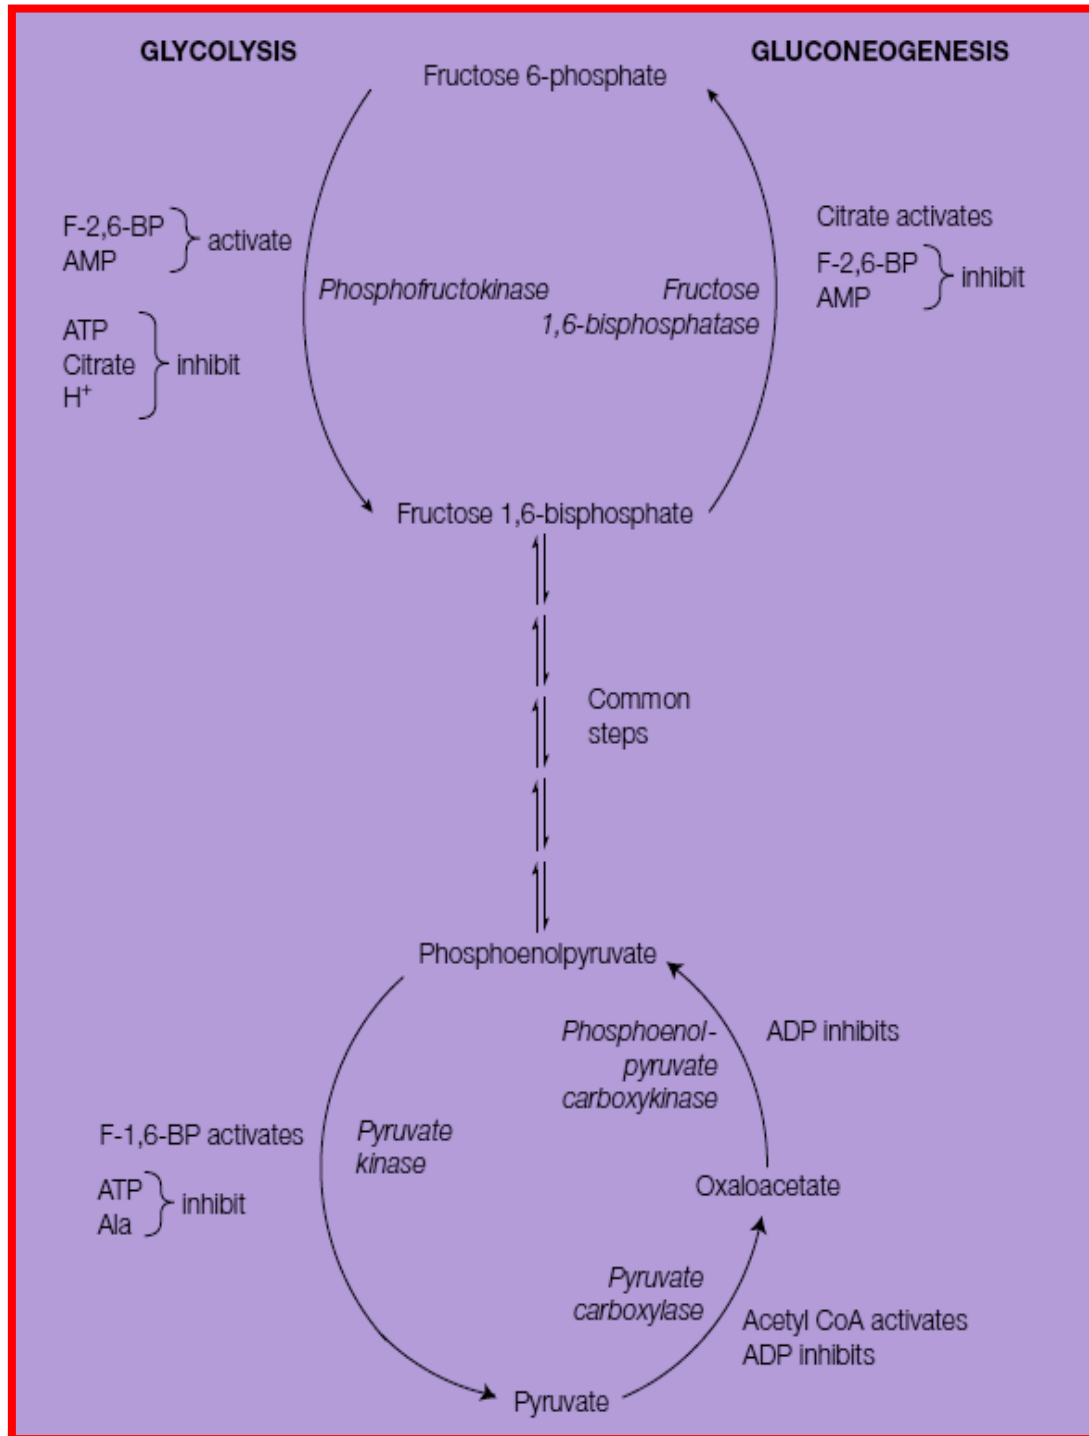 GLYCOLYSIS
GLUCONEOGENESIS
Fructose 6-phosphate
F-2,6-BP
AMP
activate
ATP
Citrate
H⁺
inhibit
Phosphofructokinase
Fructose
1,6-bisphosphatase
Citrate activates
F-2,6-BP
AMP
inhibit
Fructose 1,6-bisphosphate
Common
steps
Phosphoenolpyruvate
Phosphoenol-
pyruvate
carboxykinase
ADP inhibits
F-1,6-BP activates
ATP
Ala
inhibit
Pyruvate
kinase
Oxaloacetate
Pyruvate
carboxylase
Acetyl CoA activates
ADP inhibits
Pyruvate